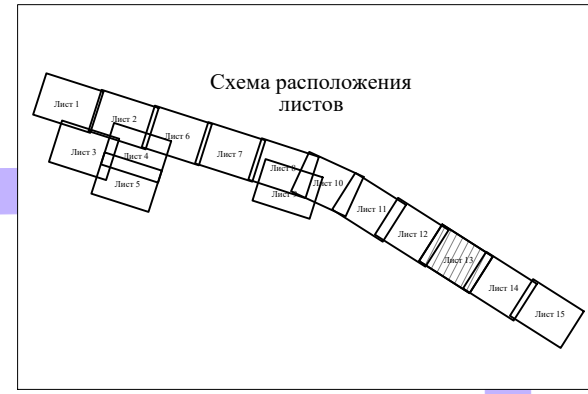 Схема расположения
листов
Лист 1
Лист 2
Лист 6
Лист 3
Лист 4
Лист 7
Лист 5
Лист 8
Лист 10
Лист 11
Лист 12
Лист 13
Лист 14
Лист 15